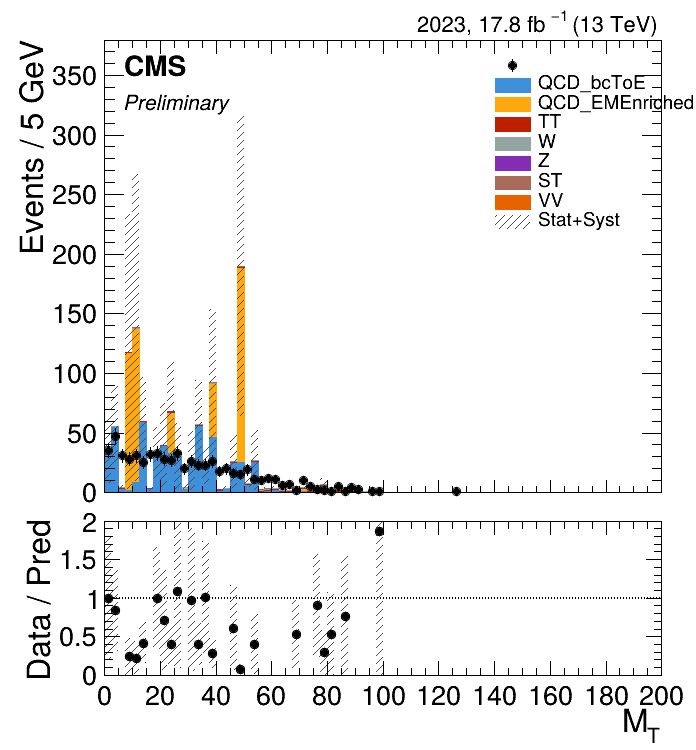 2023, 17.8 fb⁻¹ (13 TeV)
Events / 5 GeV
CMS
Preliminary
QCD_bcToE
QCD_EMEnriched
TT
W
Z
ST
VV
Stat+Syst
350
300
250
200
150
100
50
0
Data / Pred
2
1.5
1
0.5
0
0 20 40 60 80 100 120 140 160 180 200
M_T